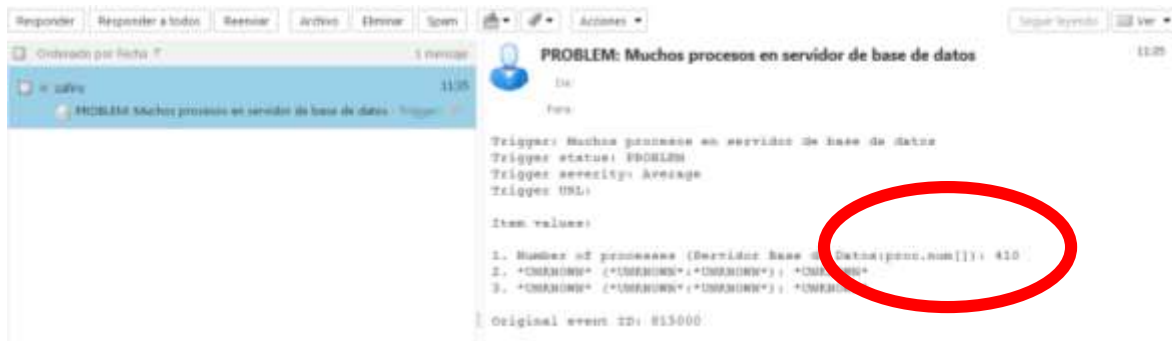 Responder Responder a todos Reenviar Archivo Eliminar Spam Acciones Seguir leyendo Ver
Ordenado por Fecha 1 mensaje
zafiro 11:35
PROBLEM: Muchos procesos en servidor de base de datos - Trigger:
PROBLEM: Muchos procesos en servidor de base de datos 11:35
De:
Para:
Trigger: Muchos procesos en servidor de base de datos
Trigger status: PROBLEM
Trigger severity: Average
Trigger URL:
Item values:
1. Number of processes (Servidor Base de Datos:proc.num[]): 410
2. *UNKNOWN* (*UNKNOWN*:*UNKNOWN*): *UNKNOWN*
3. *UNKNOWN* (*UNKNOWN*:*UNKNOWN*): *UNKNOWN*
Original event ID: 815000